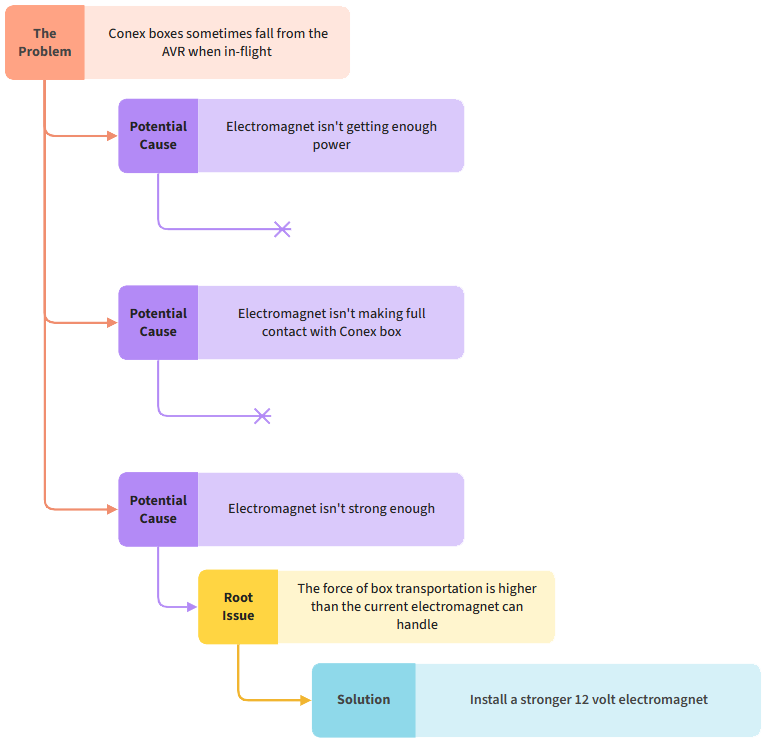 The
Problem
Conex boxes sometimes fall from the
AVR when in-flight
Potential
Cause
Electromagnet isn't getting enough
power
Potential
Cause
Electromagnet isn't making full
contact with Conex box
Potential
Cause
Electromagnet isn't strong enough
Root
Issue
The force of box transportation is higher
than the current electromagnet can
handle
Solution
Install a stronger 12 volt electromagnet